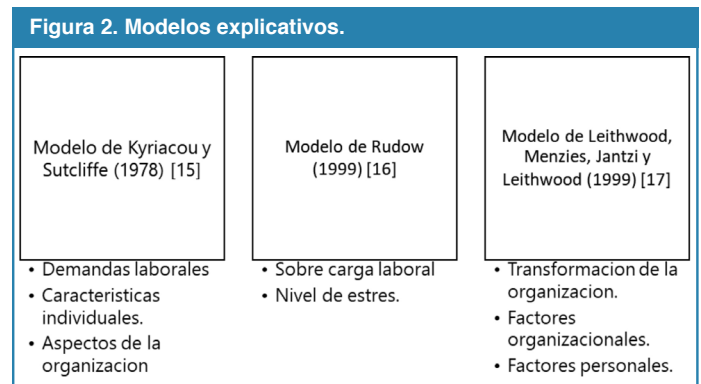 Figura 2. Modelos explicativos.
Modelo de Kyriacou y
Sutcliffe (1978) [15]
• Demandas laborales
• Caracteristicas
individuales.
• Aspectos de la
organizacion
Modelo de Rudow
(1999) [16]
• Sobre carga laboral
• Nivel de estres.
Modelo de Leithwood,
Menzies, Jantzi y
Leithwood (1999) [17]
• Transformacion de la
organizacion.
• Factores
organizacionales.
• Factores personales.